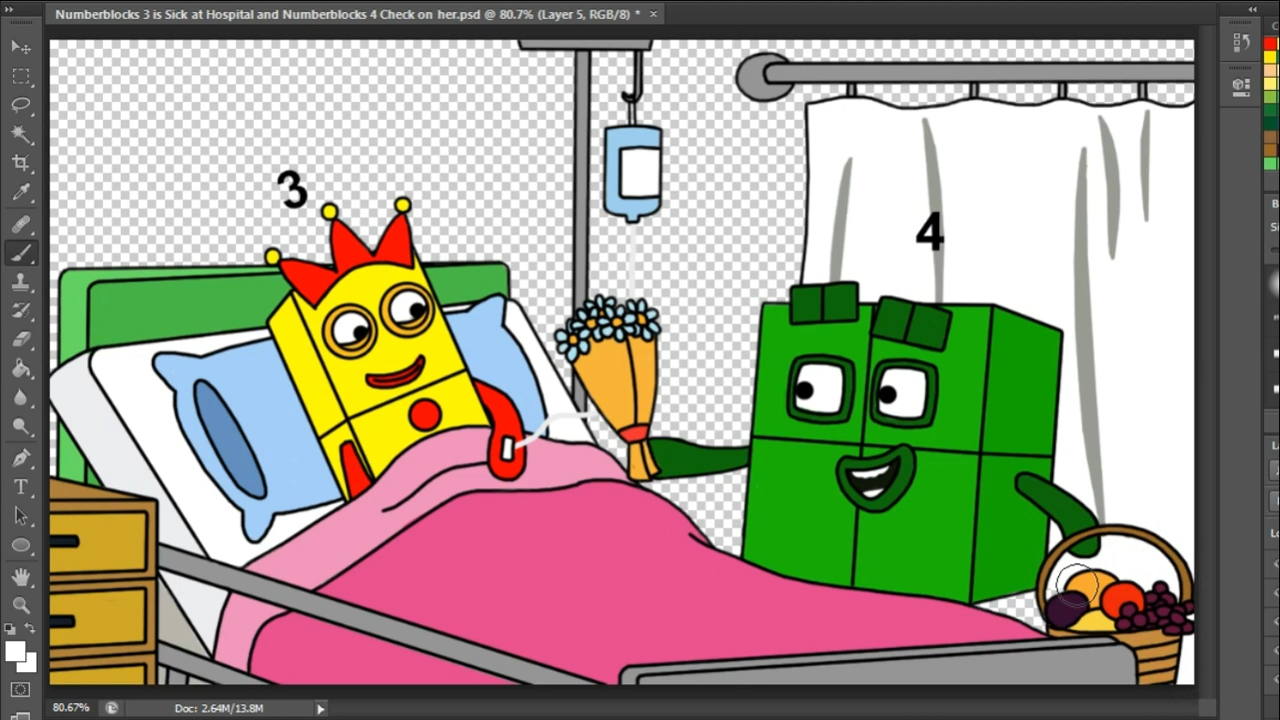 Numberblocks 3 is Sick at Hospital and Numberblocks 4 Check on her.psd @ 80.7% (Layer 5, RGB/8) *
3
4
80.67%
Doc: 2.64M/13.8M